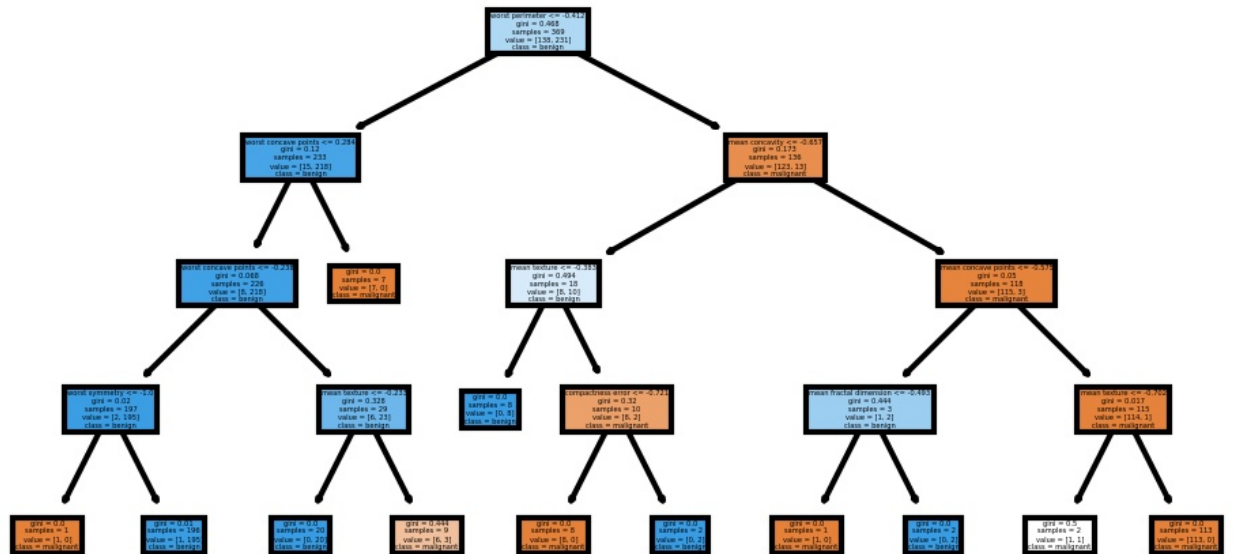 worst perimeter <= -0.412
gini = 0.468
samples = 369
value = [138, 231]
class = benign
worst concave points <= 0.284
gini = 0.12
samples = 233
value = [15, 218]
class = benign
mean concavity <= -0.657
gini = 0.173
samples = 136
value = [123, 13]
class = malignant
worst concave points <=
gini = 0.068
samples = 226
value = [8, 218]
class = benign
gini = 0.0
samples = 7
value = [7, 0]
class = malignant
mean texture <= -0.393
gini = 0.494
samples = 18
value = [8, 10]
class = benign
mean concave points <= -0.575
gini = 0.05
samples = 118
value = [115, 3]
class = malignant
worst symmetry <=
gini = 0.02
samples = 197
value = [2, 195]
class = benign
mean texture <=
gini = 0.328
samples = 29
value = [6, 23]
class = benign
gini = 0.0
samples = 8
value = [0, 8]
class = benign
compactness error <= -0.721
gini = 0.32
samples = 10
value = [8, 2]
class = malignant
mean fractal dimension <= -0.493
gini = 0.444
samples = 3
value = [1, 2]
class = benign
mean texture <= -0.702
gini = 0.017
samples = 115
value = [114, 1]
class = malignant
gini = 0.0
samples = 1
value = [1, 0]
class = malignant
gini = 0.01
samples = 196
value = [1, 195]
class = benign
gini = 0.0
samples = 20
value = [0, 20]
class = benign
gini = 0.444
samples = 9
value = [6, 3]
class = malignant
gini = 0.0
samples = 8
value = [8, 0]
class = malignant
gini = 0.0
samples = 2
value = [0, 2]
class = benign
gini = 0.0
samples = 1
value = [1, 0]
class = malignant
gini = 0.0
samples = 2
value = [0, 2]
class = benign
gini = 0.5
samples = 2
value = [1, 1]
class = malignant
gini = 0.0
samples = 113
value = [113, 0]
class = malignant